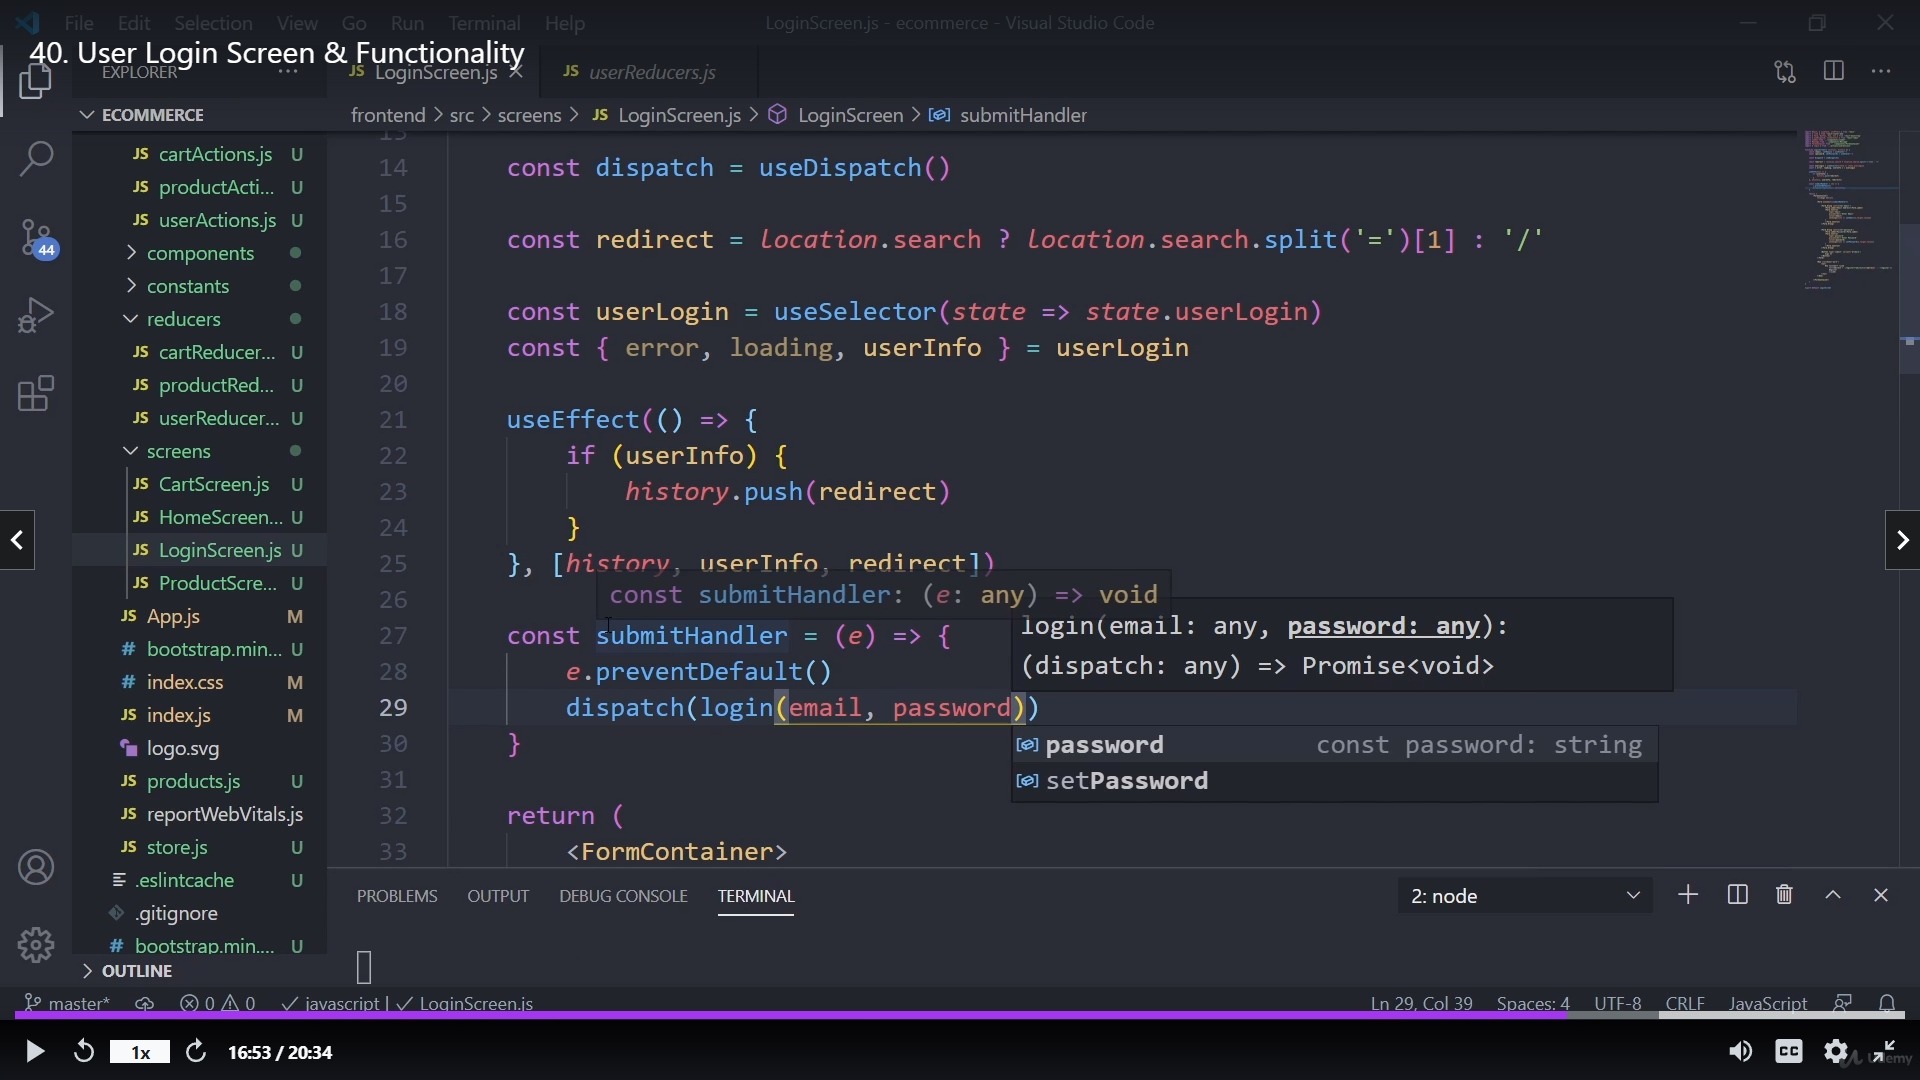 File Edit Selection View Go Run Terminal Help
LoginScreen.js - ecommerce - Visual Studio Code
40. User Login Screen & Functionality
EXPLORER ...
JS LoginScreen.js
JS userReducers.js
ECOMMERCE
frontend > src > screens > JS LoginScreen.js > LoginScreen > submitHandler
44
JS cartActions.js U
JS productActi... U
JS userActions.js U
components
constants
reducers
JS cartReducer... U
JS productRed... U
JS userReducer... U
screens
JS CartScreen.js U
JS HomeScreen... U
JS LoginScreen.js U
JS ProductScre... U
JS App.js M
# bootstrap.min... U
# index.css M
JS index.js M
logo.svg
JS products.js U
JS reportWebVitals.js
JS store.js U
.eslintcache U
.gitignore
# bootstrap.min.... U
OUTLINE
13
14 const dispatch = useDispatch()
15
16 const redirect = location.search ? location.search.split('=')[1] : '/'
17
18 const userLogin = useSelector(state => state.userLogin)
19 const { error, loading, userInfo } = userLogin
20
21 useEffect(() => {
22 if (userInfo) {
23 history.push(redirect)
24 }
25 }, [history, userInfo, redirect])
26
const submitHandler: (e: any) => void
27 const submitHandler = (e) => {
login(email: any, password: any):
(dispatch: any) => Promise<void>
28 e.preventDefault()
29 dispatch(login(email, password))
30 }
password const password: string
setPassword
31
32 return (
33 <FormContainer>
PROBLEMS OUTPUT DEBUG CONSOLE TERMINAL
2: node
master* 0 0 javascript | LoginScreen.js
Ln 29, Col 39 Spaces: 4 UTF-8 CRLF JavaScript
1x 16:53 / 20:34
CC
Udemy